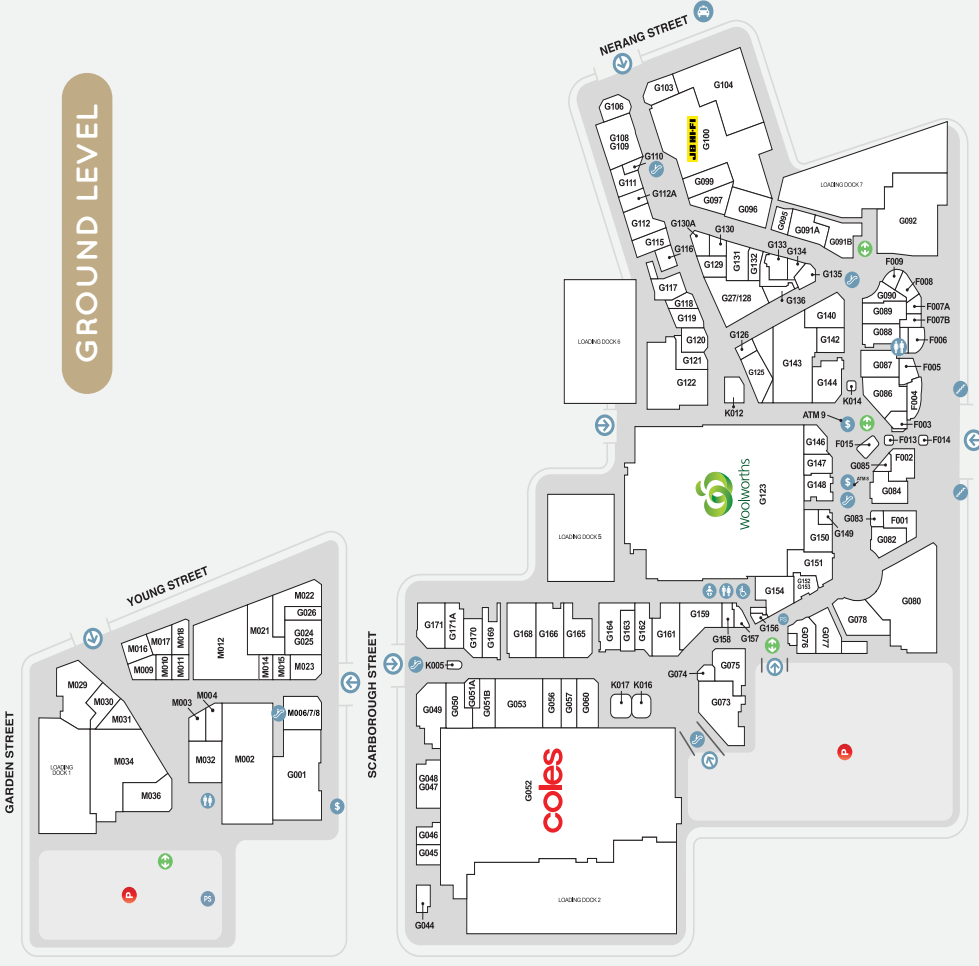 GROUND LEVEL
NERANG STREET
G103
G104
G106
G108
G109
JB HI-FI
G100
G110
G111
G112A
G099
G097
G096
LOADING DOCK 7
G092
G112
G115
G116
G130A
G130
G095
G091A
G091B
G129
G131
G132
G133
G134
G135
G136
G117
G118
G119
G27/128
F009
F008
G090
G089
F007A
F007B
G088
F006
G140
G142
G126
G120
G121
G122
LOADING DOCK 6
G125
G143
G144
K012
K014
G087
F005
G086
F004
F003
ATM 9
$
F015
F013
F014
G146
G147
G148
Woolworths
G123
G085
F002
$
ATM 8
G084
G149
G083
F001
G150
G082
G151
LOADING DOCK 5
G152
G153
G154
G156
PS
G080
G078
G077
G076
G171
G171A
G170
G169
G168
G166
G165
G164
G163
G162
G161
G159
G158
G157
K005
G049
G050
G051A
G051B
G053
G056
G057
G060
K017
K016
G074
G075
G073
P
G048
G047
G052
coles
G046
G045
G044
LOADING DOCK 2
SCARBOROUGH STREET
YOUNG STREET
GARDEN STREET
M022
G026
M021
G024
G025
M012
M014
M015
M023
M016
M017
M018
M009
M010
M011
M029
M030
M031
M003
M004
M006/7/8
M034
M036
M032
M002
G001
LOADING
DOCK 1
$
P
PS